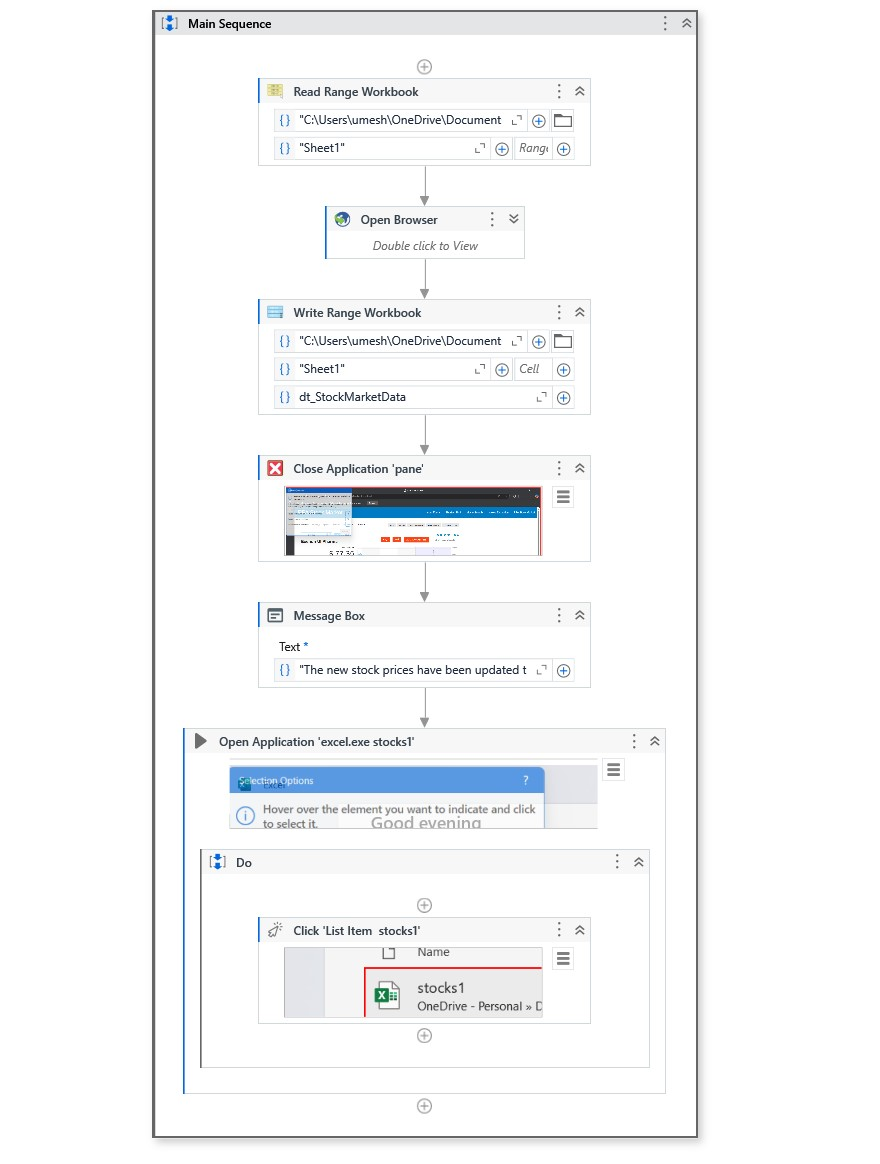 Main Sequence
Read Range Workbook
"C:\Users\umesh\OneDrive\Document
"Sheet1" Range
Open Browser
Double click to View
Write Range Workbook
"C:\Users\umesh\OneDrive\Document
"Sheet1" Cell
dt_StockMarketData
Close Application 'pane'
Message Box
Text *
"The new stock prices have been updated t
Open Application 'excel.exe stocks1'
Selection Options ?
Excel
Hover over the element you want to indicate and click
to select it.
Good evening
Do
Click 'List Item stocks1'
Name
stocks1
OneDrive - Personal » D